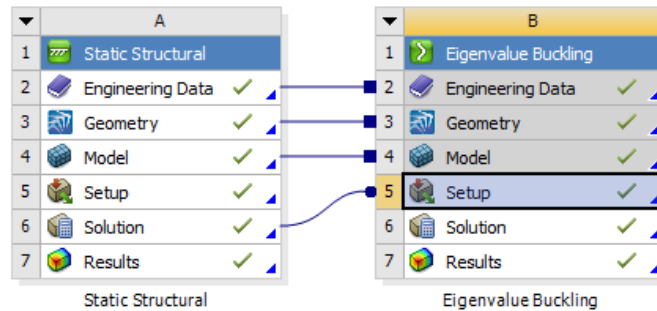 A
1 Static Structural
2 Engineering Data
3 Geometry
4 Model
5 Setup
6 Solution
7 Results
Static Structural
B
1 Eigenvalue Buckling
2 Engineering Data
3 Geometry
4 Model
5 Setup
6 Solution
7 Results
Eigenvalue Buckling